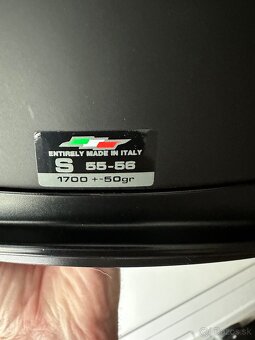 ENTIRELY MADE IN ITALY
S 55-56
1700 +-50gr